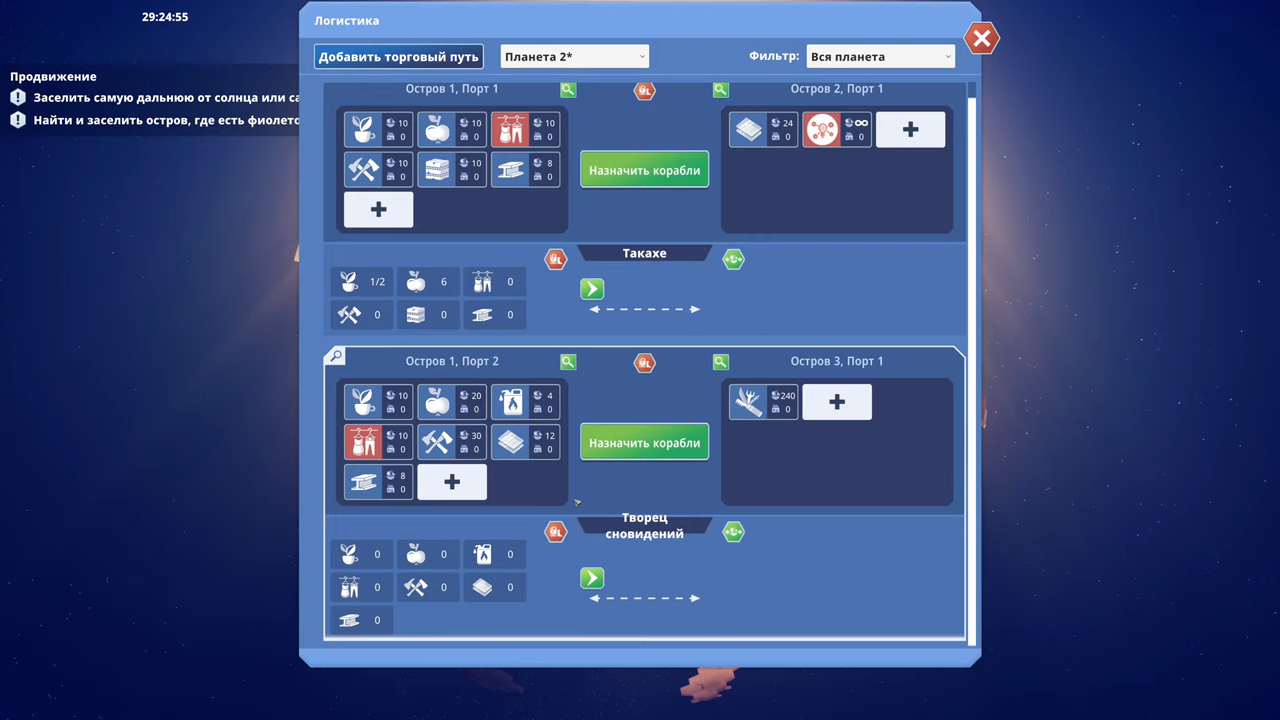 29:24:55
Логистика
Добавить торговый путь
Планета 2*
Фильтр:
Вся планета
Продвижение
Заселить самую дальнюю от солнца или са
Найти и заселить остров, где есть фиолето
Остров 1, Порт 1
Остров 2, Порт 1
10 0 10 0 10 0
24 0 ∞ 0 +
10 0 10 0 8 0
Назначить корабли
+
Такахе
1/2 6 0
0 0 0
Остров 1, Порт 2
Остров 3, Порт 1
10 0 20 0 4 0
240 0 +
10 0 30 0 12 0
Назначить корабли
8 0 +
Творец
сновидений
0 0 0
0 0 0
0